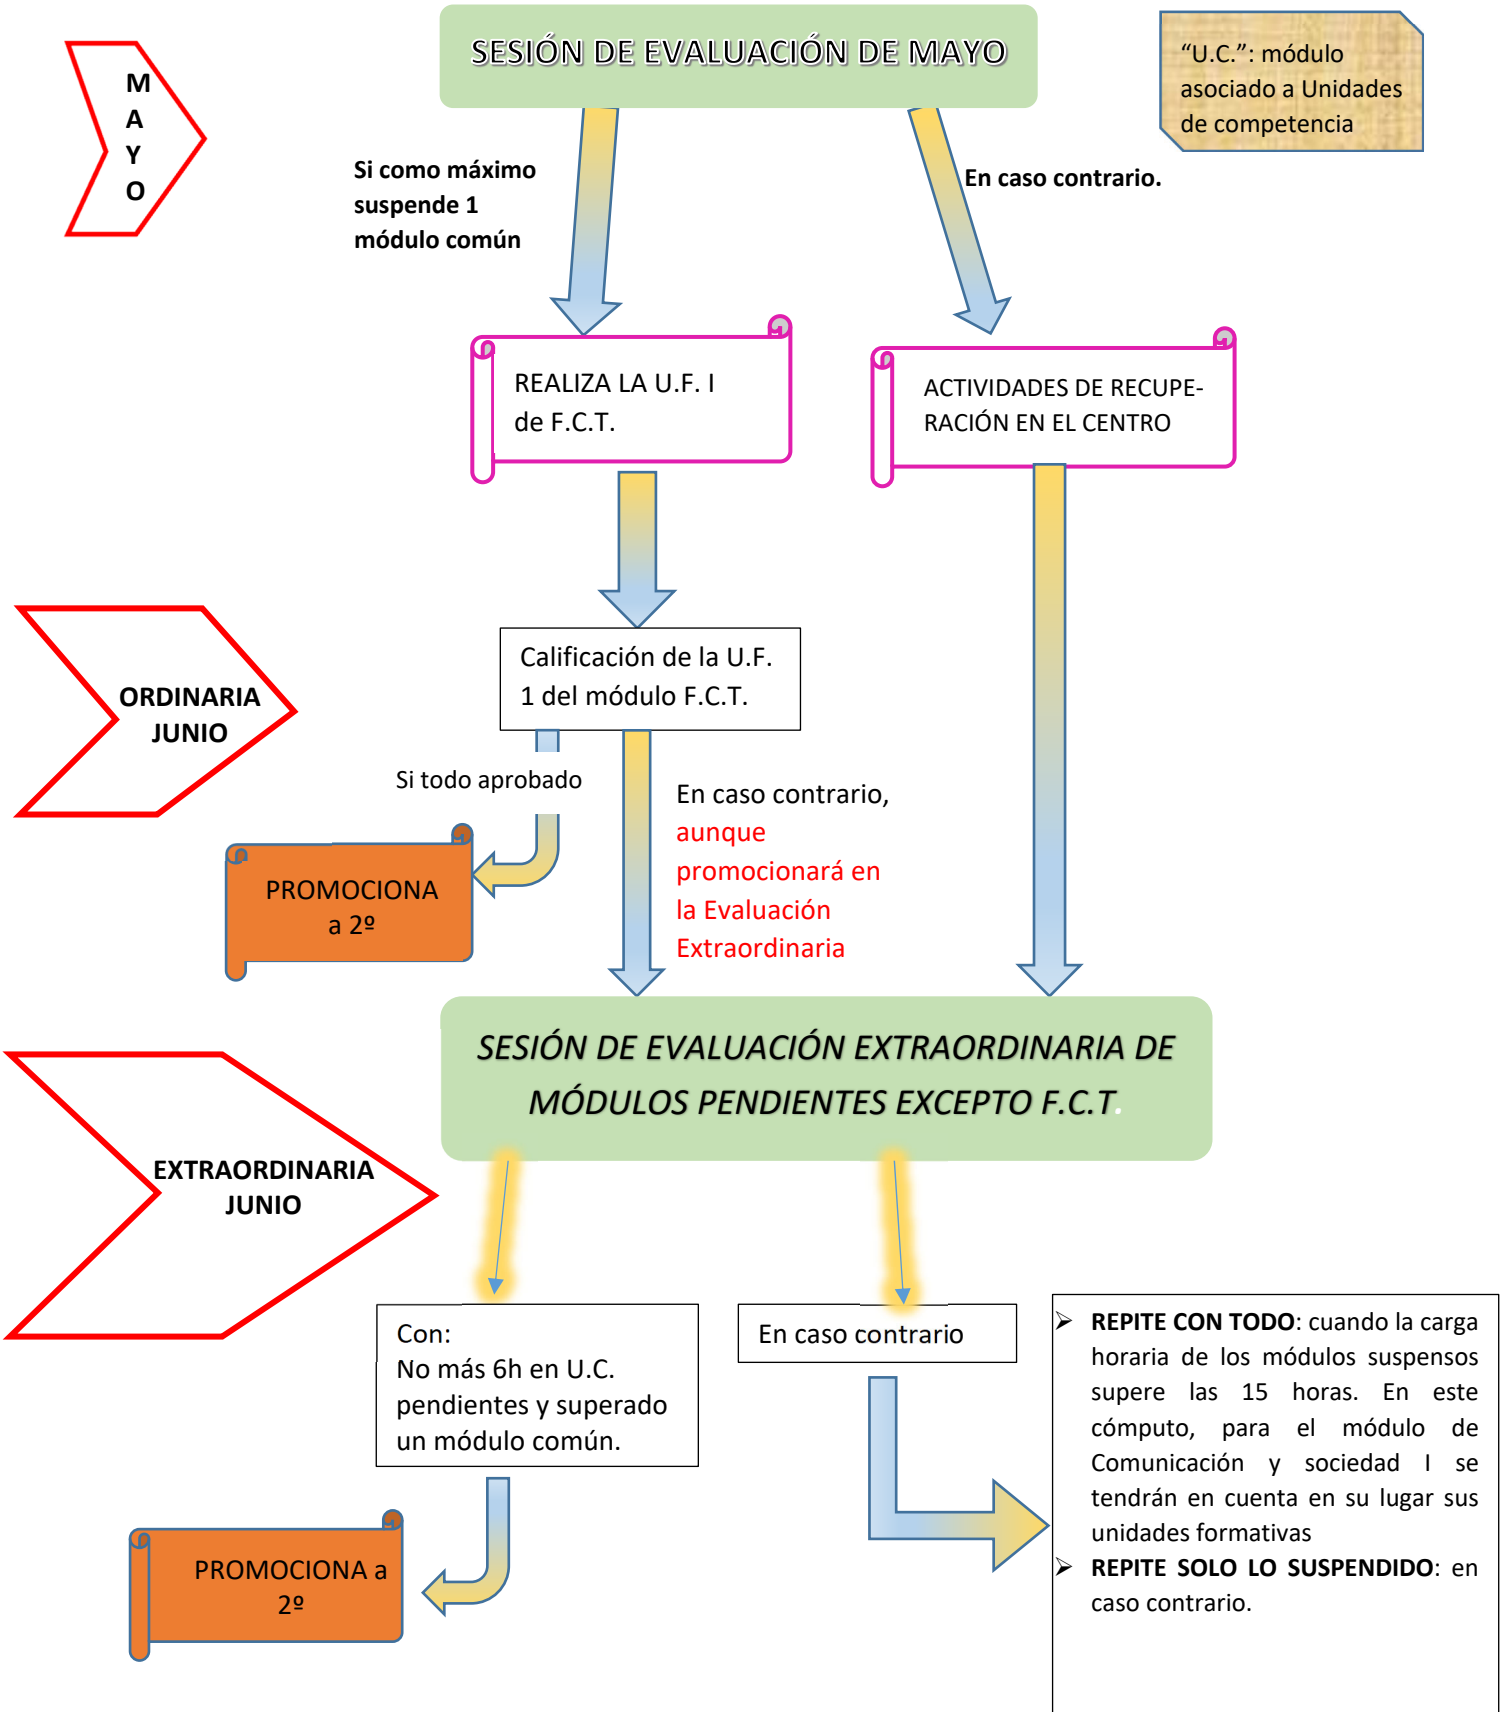 SESIÓN DE EVALUACIÓN DE MAYO
“U.C.”: módulo
asociado a Unidades
de competencia
M
A
Y
O
Si como máximo
suspende 1
módulo común
En caso contrario.
REALIZA LA U.F. I
de F.C.T.
ACTIVIDADES DE RECUPE-
RACIÓN EN EL CENTRO
Calificación de la U.F.
1 del módulo F.C.T.
ORDINARIA
JUNIO
Si todo aprobado
En caso contrario,
aunque
promocionará en
la Evaluación
Extraordinaria
PROMOCIONA
a 2º
SESIÓN DE EVALUACIÓN EXTRAORDINARIA DE
MÓDULOS PENDIENTES EXCEPTO F.C.T.
EXTRAORDINARIA
JUNIO
Con:
No más 6h en U.C.
pendientes y superado
un módulo común.
En caso contrario
➢ REPITE CON TODO: cuando la carga
horaria de los módulos suspensos
supere las 15 horas. En este
cómputo, para el módulo de
Comunicación y sociedad I se
tendrán en cuenta en su lugar sus
unidades formativas
➢ REPITE SOLO LO SUSPENDIDO: en
caso contrario.
PROMOCIONA a
2º